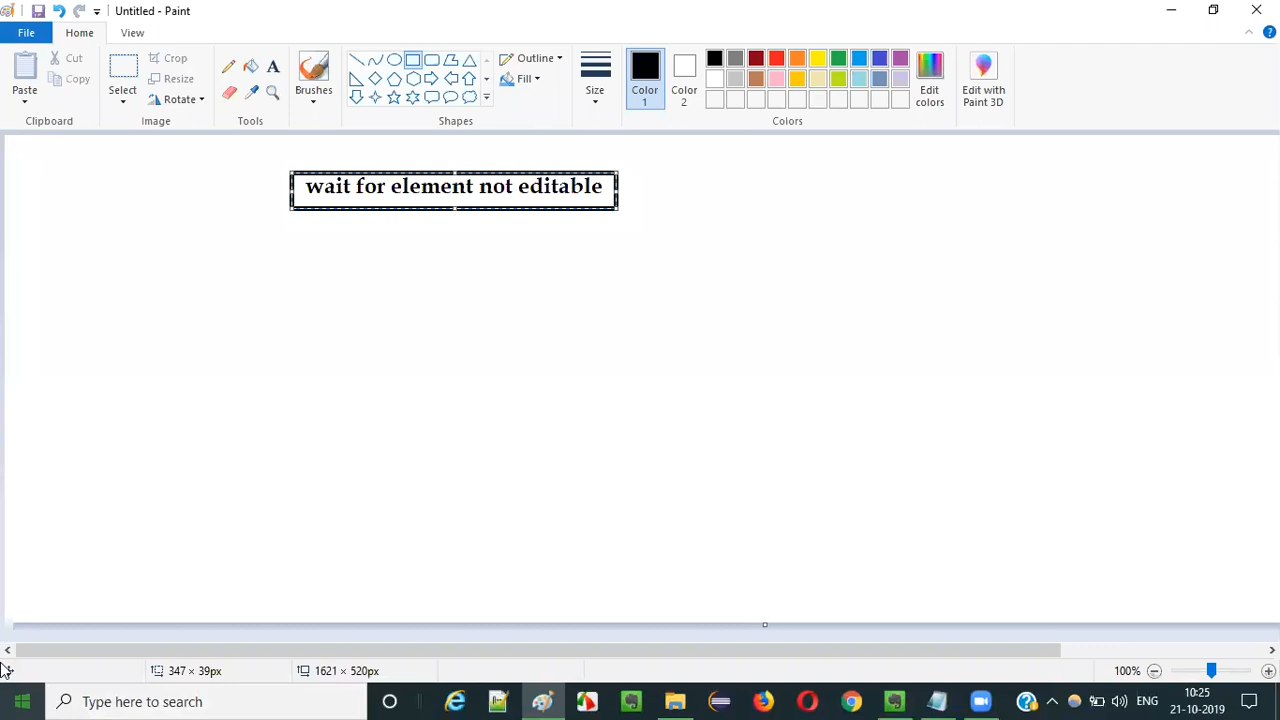 Untitled - Paint
File
Home
View
Paste
Cut
Copy
Clipboard
Select
Crop
Resize
Rotate
Image
A
Tools
Brushes
Outline
Fill
Shapes
Size
Color 1
Color 2
Edit colors
Colors
Edit with Paint 3D
wait for element not editable
347 × 39px
1621 × 520px
100%
Type here to search
ENG
10:25
21-10-2019